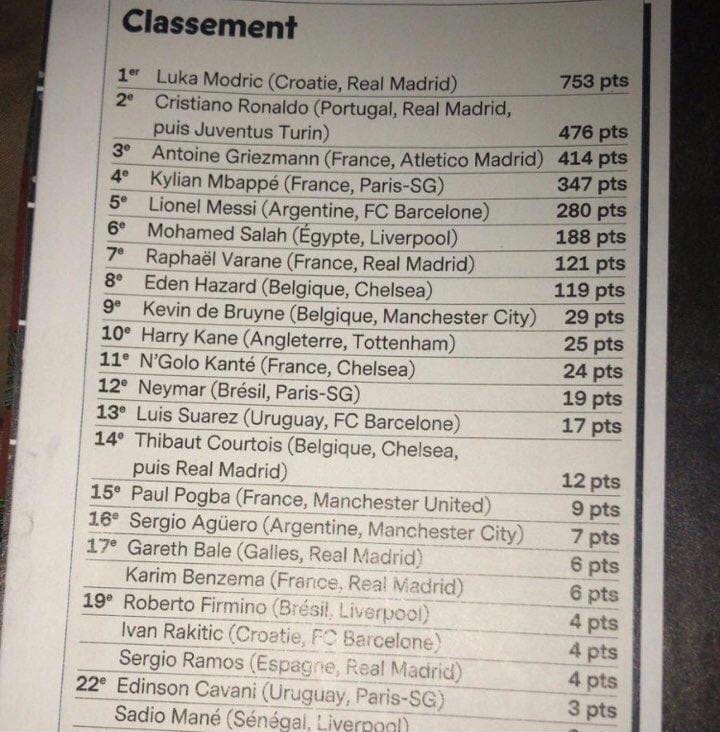 Classement
1er Luka Modric (Croatie, Real Madrid) 753 pts
2e Cristiano Ronaldo (Portugal, Real Madrid,
puis Juventus Turin) 476 pts
3e Antoine Griezmann (France, Atletico Madrid) 414 pts
4e Kylian Mbappé (France, Paris-SG) 347 pts
5e Lionel Messi (Argentine, FC Barcelone) 280 pts
6e Mohamed Salah (Égypte, Liverpool) 188 pts
7e Raphaël Varane (France, Real Madrid) 121 pts
8e Eden Hazard (Belgique, Chelsea) 119 pts
9e Kevin de Bruyne (Belgique, Manchester City) 29 pts
10e Harry Kane (Angleterre, Tottenham) 25 pts
11e N'Golo Kanté (France, Chelsea) 24 pts
12e Neymar (Brésil, Paris-SG) 19 pts
13e Luis Suarez (Uruguay, FC Barcelone) 17 pts
14e Thibaut Courtois (Belgique, Chelsea,
puis Real Madrid) 12 pts
15e Paul Pogba (France, Manchester United) 9 pts
16e Sergio Agüero (Argentine, Manchester City) 7 pts
17e Gareth Bale (Galles, Real Madrid) 6 pts
Karim Benzema (France, Real Madrid) 6 pts
19e Roberto Firmino (Brésil, Liverpool) 4 pts
Ivan Rakitic (Croatie, FC Barcelone) 4 pts
Sergio Ramos (Espagne, Real Madrid) 4 pts
22e Edinson Cavani (Uruguay, Paris-SG) 3 pts
Sadio Mané (Sénégal, Liverpool)